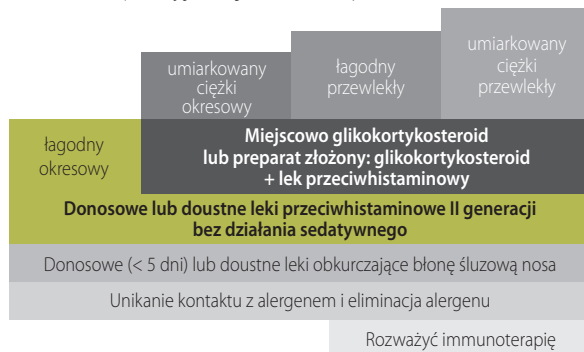 umiarkowany
ciężki
przewlekły
łagodny
przewlekły
umiarkowany
ciężki
okresowy
łagodny
okresowy
Miejscowo glikokortykosteroid
lub preparat złożony: glikokortykosteroid
+ lek przeciwhistaminowy
Donosowe lub doustne leki przeciwhistaminowe II generacji
bez działania sedatywnego
Donosowe (< 5 dni) lub doustne leki obkurczające błonę śluzową nosa
Unikanie kontaktu z alergenem i eliminacja alergenu
Rozważyć immunoterapię